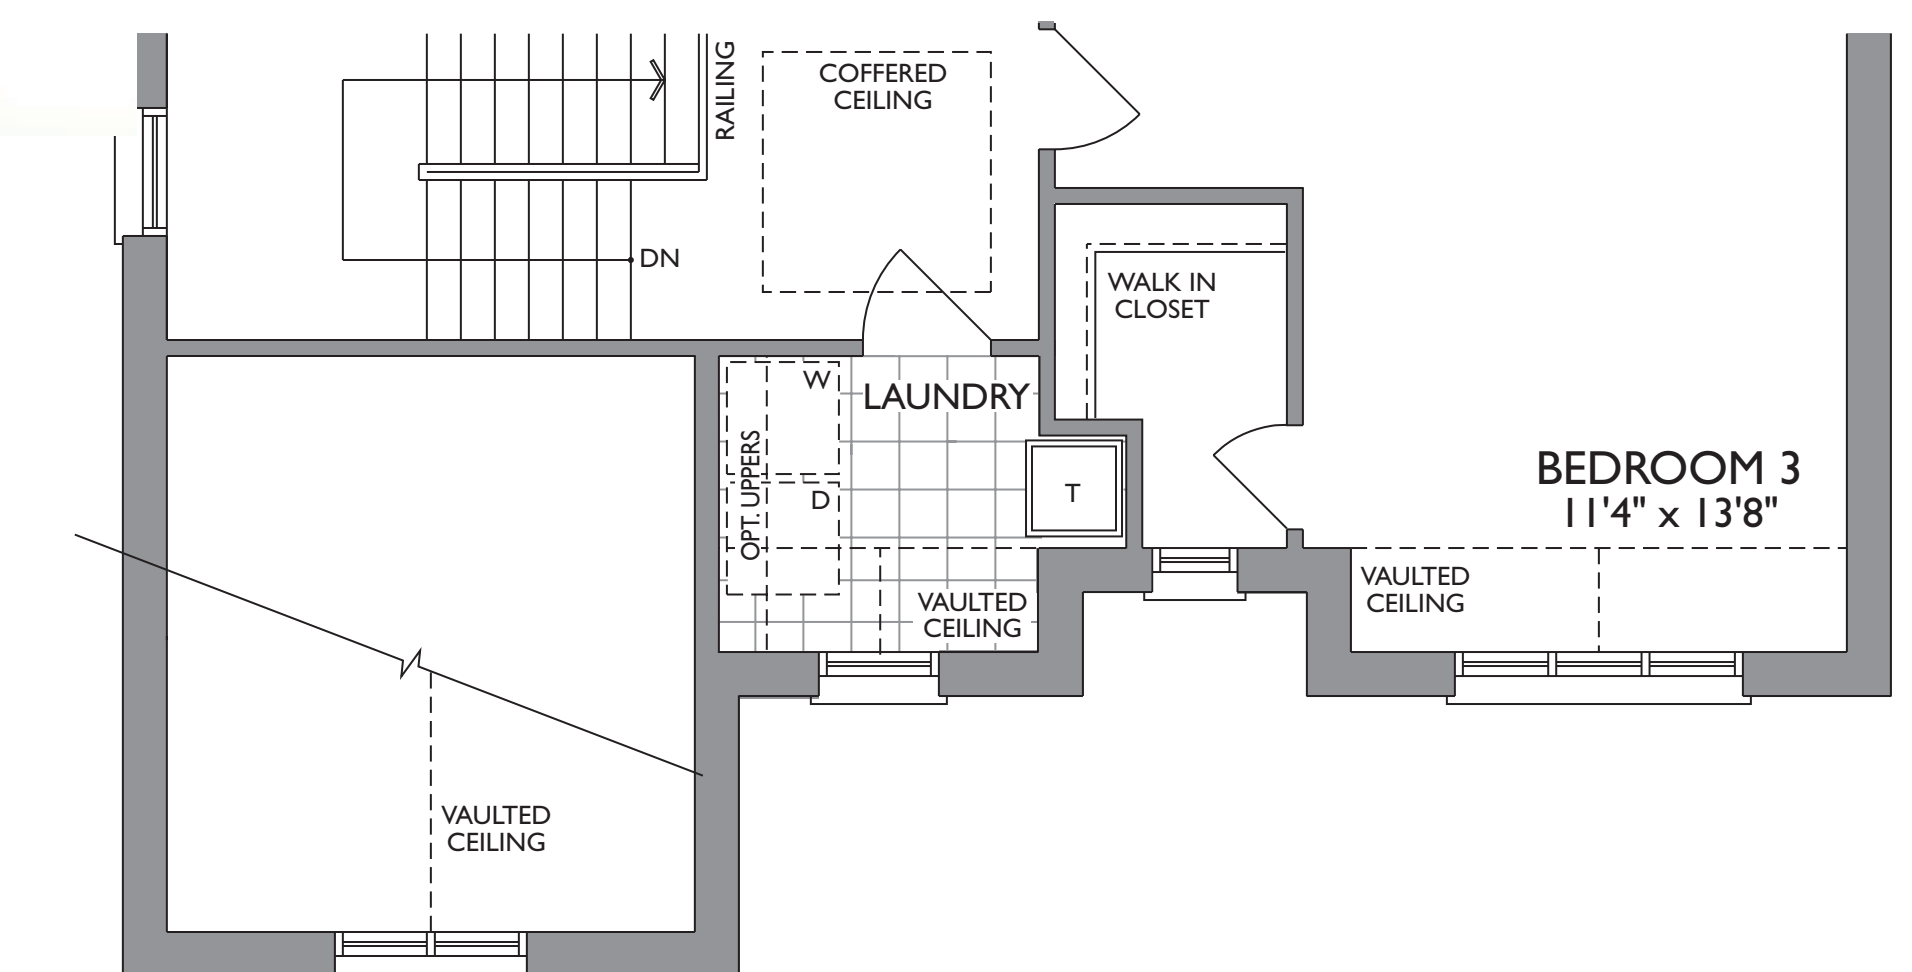 RAILING
COFFERED
CEILING
DN
WALK IN
CLOSET
W
LAUNDRY
OPT. UPPERS
D
T
BEDROOM 3
11'4" x 13'8"
VAULTED
CEILING
VAULTED
CEILING
VAULTED
CEILING